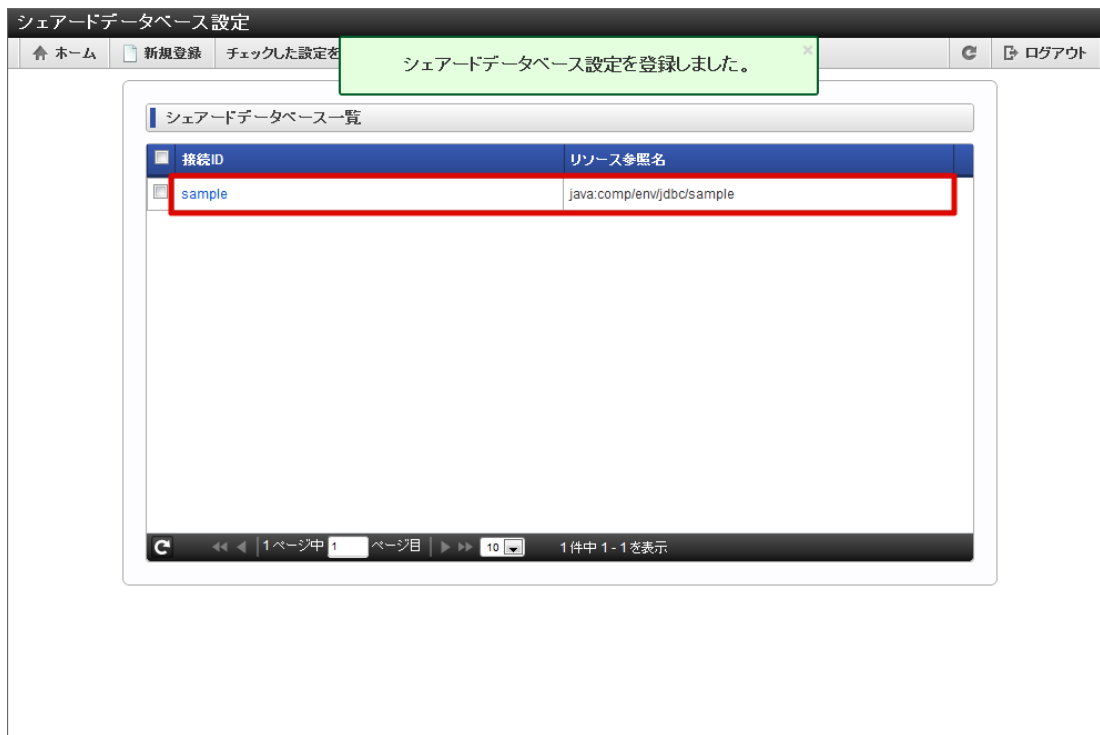 シェアードデータベース設定
ホーム 新規登録 チェックした設定を ログアウト
シェアードデータベース設定を登録しました。 ×
シェアードデータベース一覧
接続ID リソース参照名
sample java:comp/env/jdbc/sample
1 ページ中 1 ページ目 10 1 件中 1 - 1 を表示